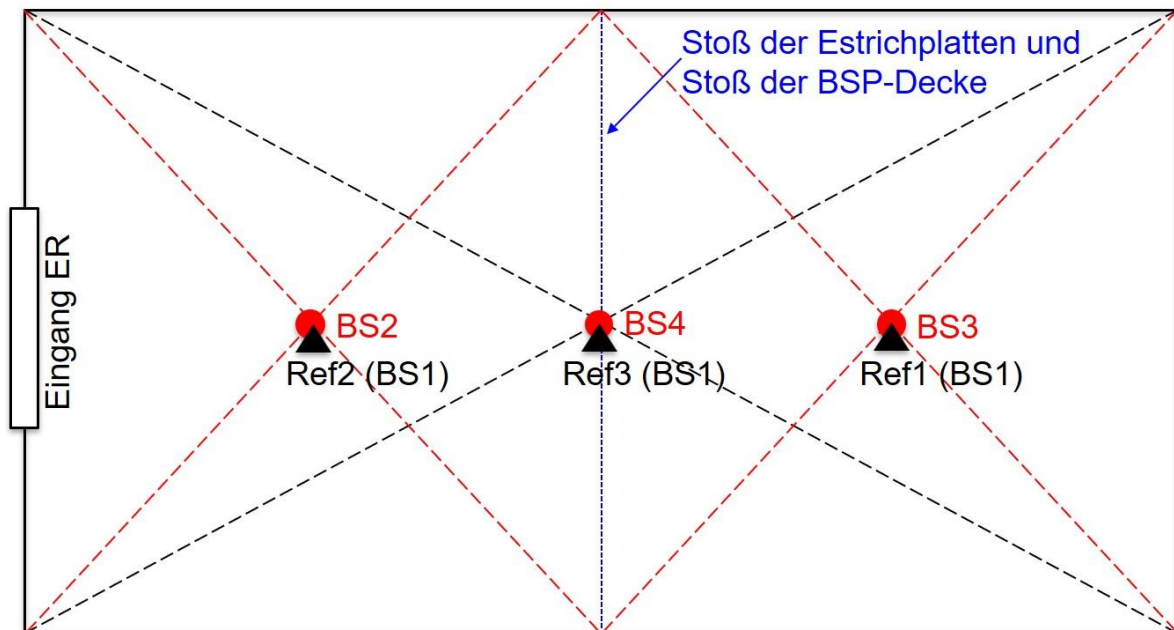 Stoß der Estrichplatten und
Stoß der BSP-Decke
Eingang ER
BS2
BS4
BS3
Ref2 (BS1)
Ref3 (BS1)
Ref1 (BS1)